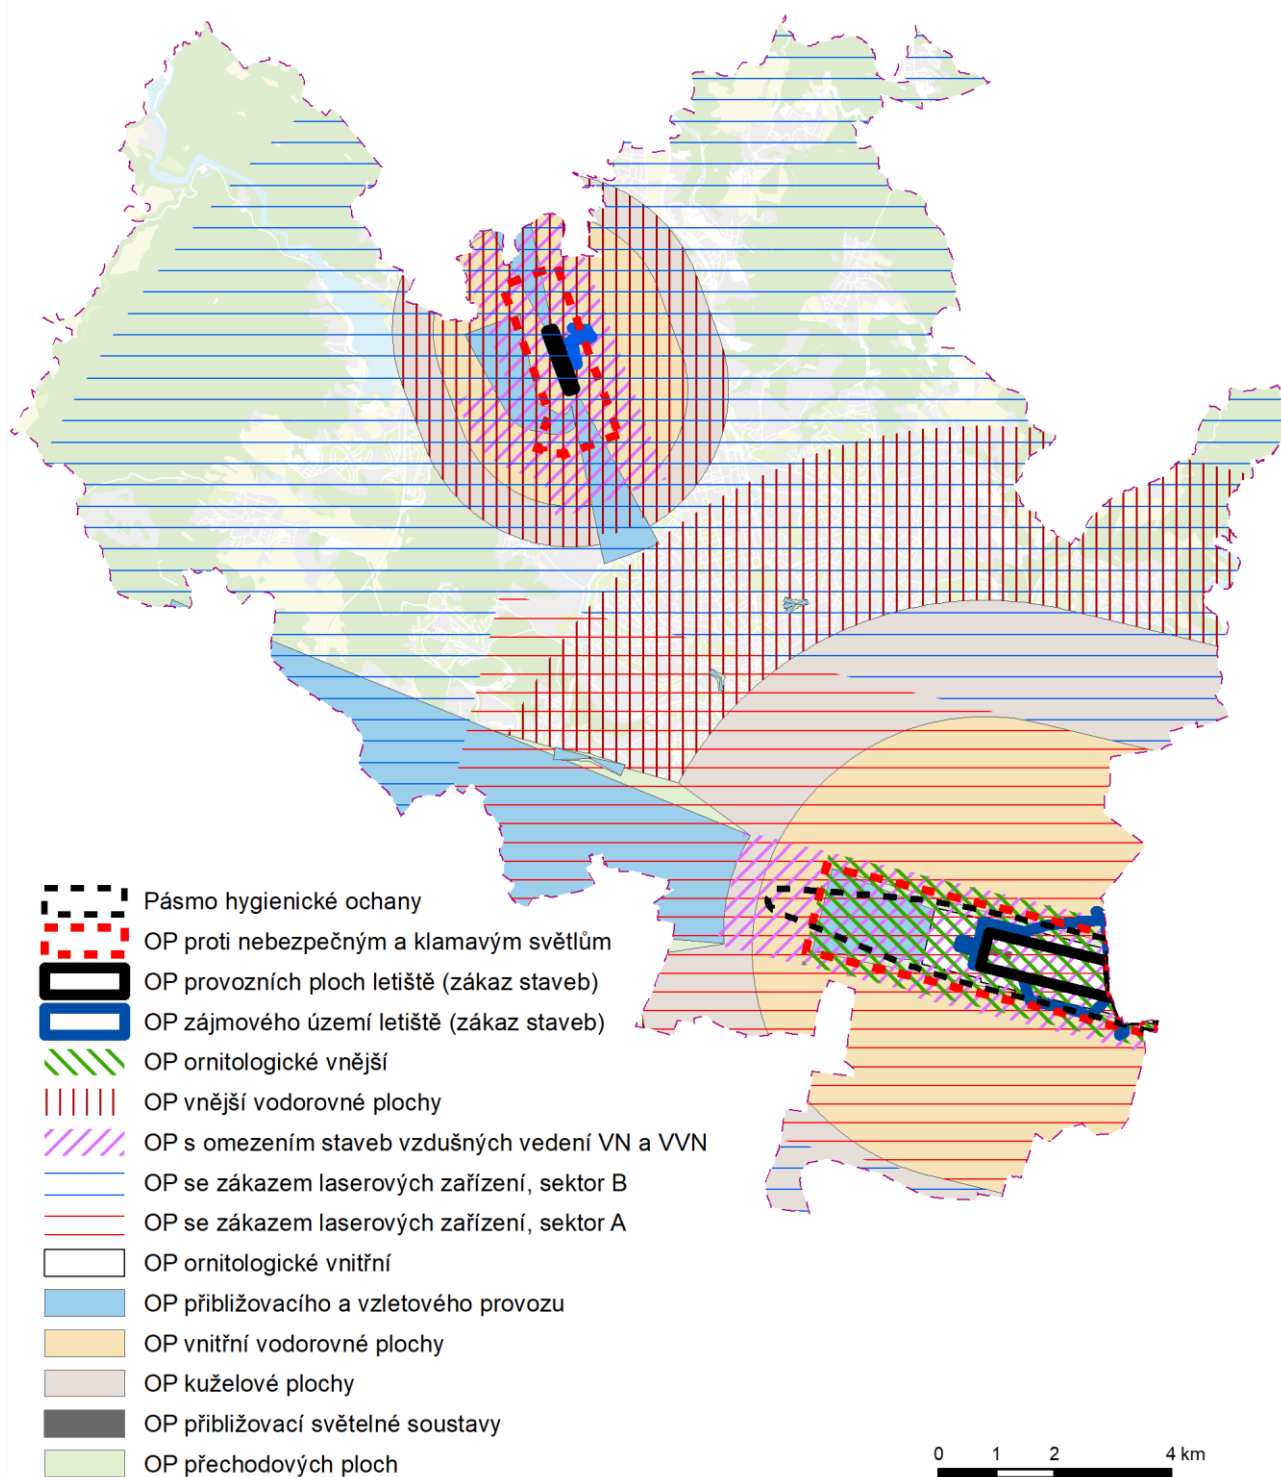 Pásmo hygienické ochany
OP proti nebezpečným a klamavým světlům
OP provozních ploch letiště (zákaz staveb)
OP zájmového území letiště (zákaz staveb)
OP ornitologické vnější
OP vnější vodorovné plochy
OP s omezením staveb vzdušných vedení VN a VVN
OP se zákazem laserových zařízení, sektor B
OP se zákazem laserových zařízení, sektor A
OP ornitologické vnitřní
OP přibližovacího a vzletového provozu
OP vnitřní vodorovné plochy
OP kuželové plochy
OP přibližovací světelné soustavy
OP přechodových ploch
0 1 2 4 km